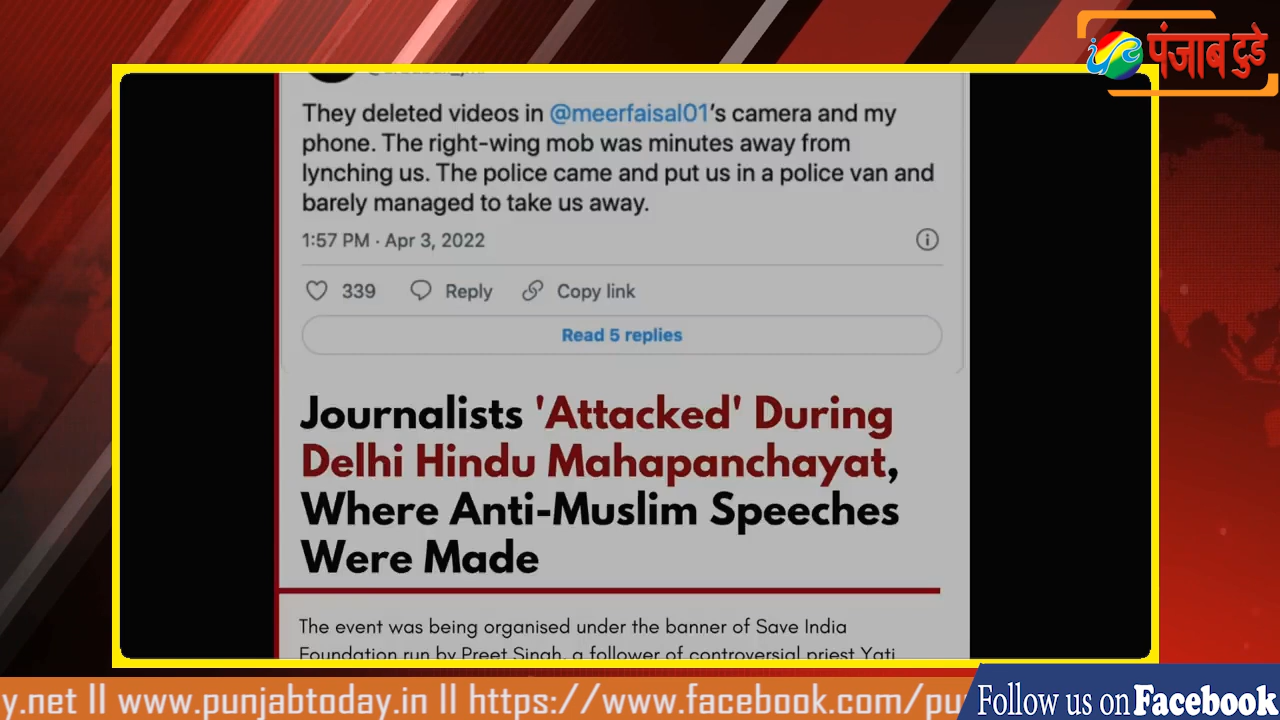 पंजाब टुडे
They deleted videos in @meerfaisal01's camera and my
phone. The right-wing mob was minutes away from
lynching us. The police came and put us in a police van and
barely managed to take us away.
1:57 PM · Apr 3, 2022
339 Reply Copy link
Read 5 replies
Journalists 'Attacked' During
Delhi Hindu Mahapanchayat,
Where Anti-Muslim Speeches
Were Made
The event was being organised under the banner of Save India
Foundation run by Preet Singh, a follower of controversial priest Yati
y.net ll www.punjabtoday.in ll https://www.facebook.com/pu
Follow us on Facebook